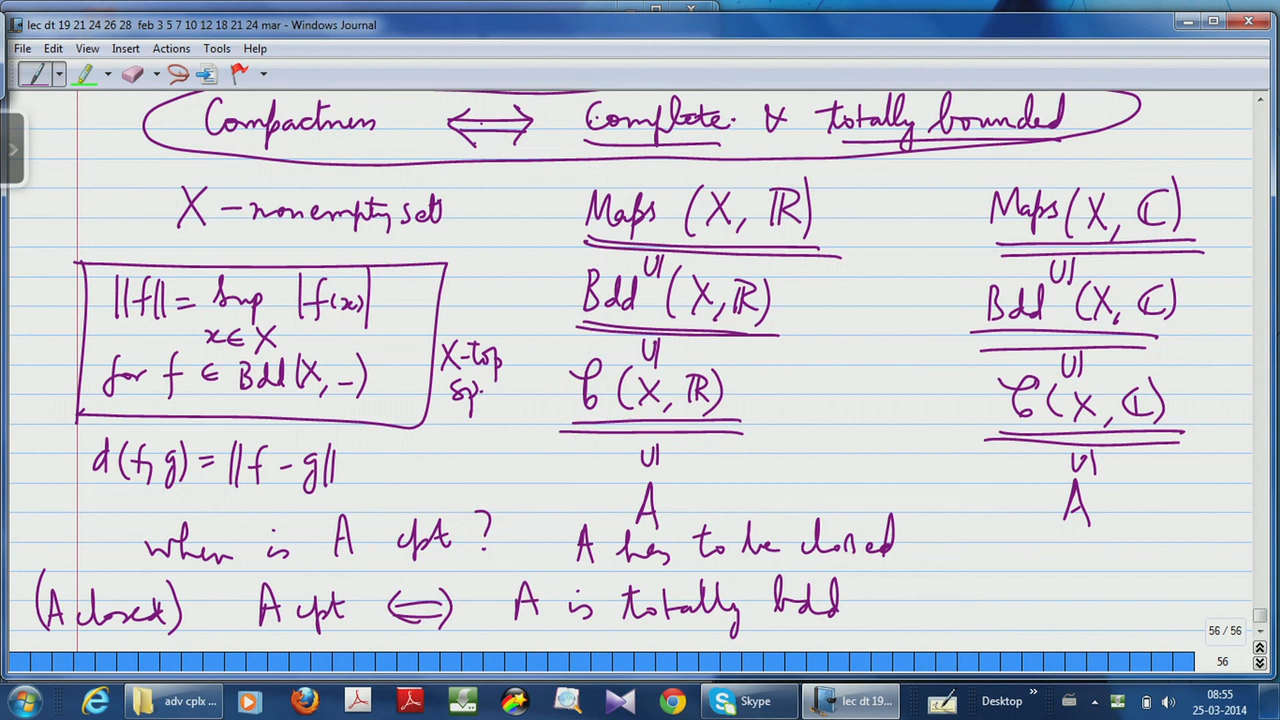 lec dt 19 21 24 26 28 feb 3 5 7 10 12 18 21 24 mar - Windows Journal
File Edit View Insert Actions Tools Help
Compactness ⟺ Complete & totally bounded
X – nonempty set Maps (X, ℝ) Maps (X, ℂ)
∪| ∪|
||f|| = Sup |f(x)| Bdd (X, ℝ) Bdd (X, ℂ)
x ∈ X
for f ∈ Bdd(X, –) X-top ∪| ∪|
sp. 𝒞 (X, ℝ) 𝒞 (X, ℂ)
d(f, g) = ||f - g|| ∪| ∪|
A A
when is A cpt? A has to be closed
(A closed) A cpt ⟺ A is totally bdd
56 / 56
56
adv cplx ... Skype lec dt 19... Desktop 08:55
25-03-2014